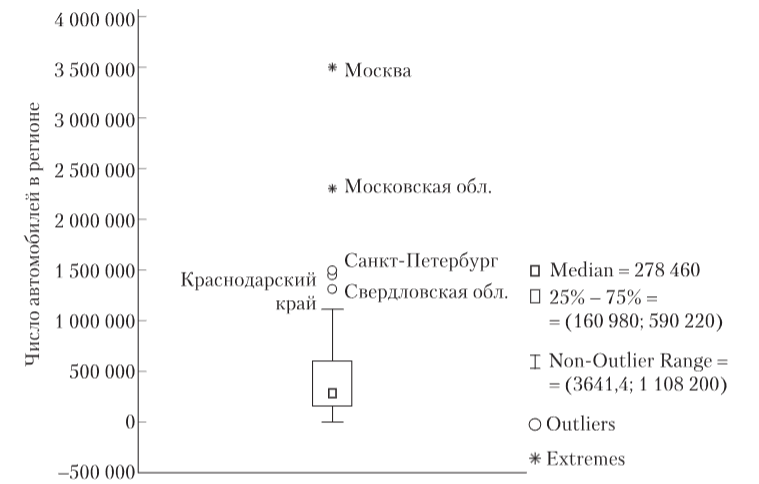 Число автомобилей в регионе
4 000 000
3 500 000
3 000 000
2 500 000
2 000 000
1 500 000
1 000 000
500 000
0
–500 000
Москва
Московская обл.
Санкт-Петербург
Краснодарский
край
Свердловская обл.
Median = 278 460
25% – 75% =
= (160 980; 590 220)
Non-Outlier Range =
= (3641,4; 1 108 200)
Outliers
Extremes